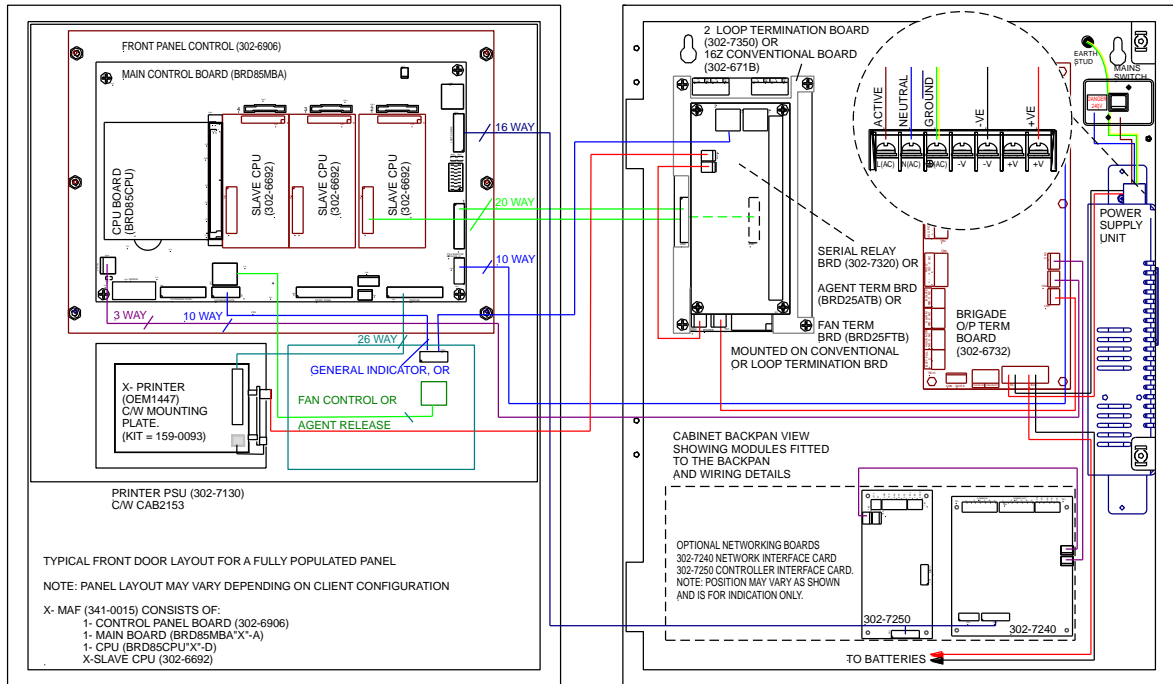 FRONT PANEL CONTROL (302-6906)
MAIN CONTROL BOARD (BRD85MBA)
4
3
2
CPU BOARD
(BRD85CPU)
SLAVE CPU
(302-6692)
SLAVE CPU
(302-6692)
SLAVE CPU
(302-6692)
16 WAY
20 WAY
10 WAY
3 WAY
10 WAY
26 WAY
GENERAL INDICATOR, OR
FAN CONTROL OR
AGENT RELEASE
X- PRINTER
(OEM1447)
C/W MOUNTING
PLATE.
(KIT = 159-0093)
PRINTER PSU (302-7130)
C/W CAB2153
TYPICAL FRONT DOOR LAYOUT FOR A FULLY POPULATED PANEL
NOTE: PANEL LAYOUT MAY VARY DEPENDING ON CLIENT CONFIGURATION
X- MAF (341-0015) CONSISTS OF:
1- CONTROL PANEL BOARD (302-6906)
1- MAIN BOARD (BRD85MBA"X"-A)
1- CPU (BRD85CPU"X"-D)
X-SLAVE CPU (302-6692)
2 LOOP TERMINATION BOARD
(302-7350) OR
16Z CONVENTIONAL BOARD
(302-671B)
EARTH
STUD
MAINS
SWITCH
DANGER
240V
ACTIVE
NEUTRAL
GROUND
-VE
+VE
L(AC)
N(AC)
(AC)
-V
-V
+V
+V
POWER
SUPPLY
UNIT
SERIAL RELAY
BRD (302-7320) OR
AGENT TERM BRD
(BRD25ATB) OR
FAN TERM
BRD (BRD25FTB)
MOUNTED ON CONVENTIONAL
OR LOOP TERMINATION BRD
BRIGADE
O/P TERM
BOARD
(302-6732)
CABINET BACKPAN VIEW
SHOWING MODULES FITTED
TO THE BACKPAN
AND WIRING DETAILS
OPTIONAL NETWORKING BOARDS
302-7240 NETWORK INTERFACE CARD
302-7250 CONTROLLER INTERFACE CARD.
NOTE: POSITION MAY VARY AS SHOWN
AND IS FOR INDICATION ONLY.
302-7250
302-7240
TO BATTERIES